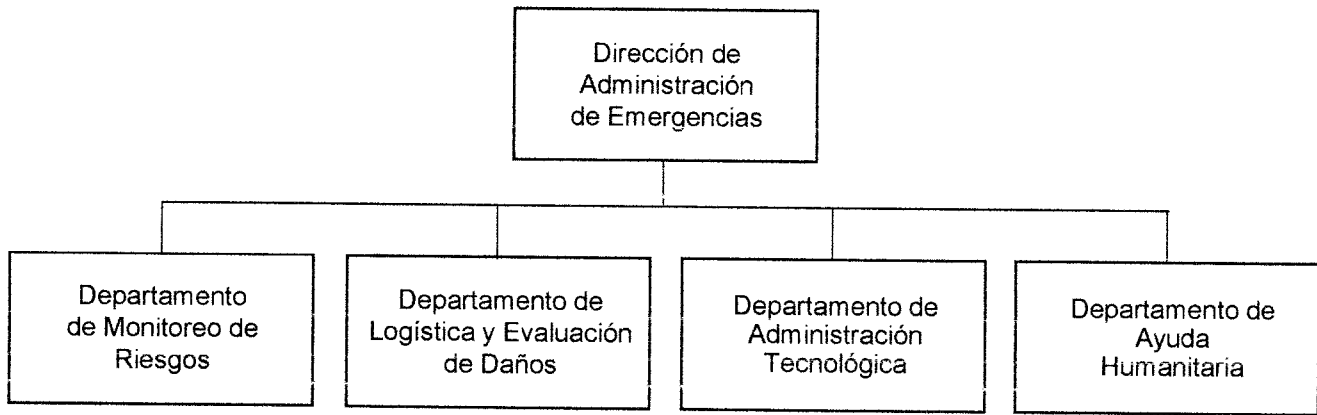 Dirección de
Administración
de Emergencias
Departamento
de Monitoreo de
Riesgos
Departamento de
Logística y Evaluación
de Daños
Departamento de
Administración
Tecnológica
Departamento de
Ayuda
Humanitaria